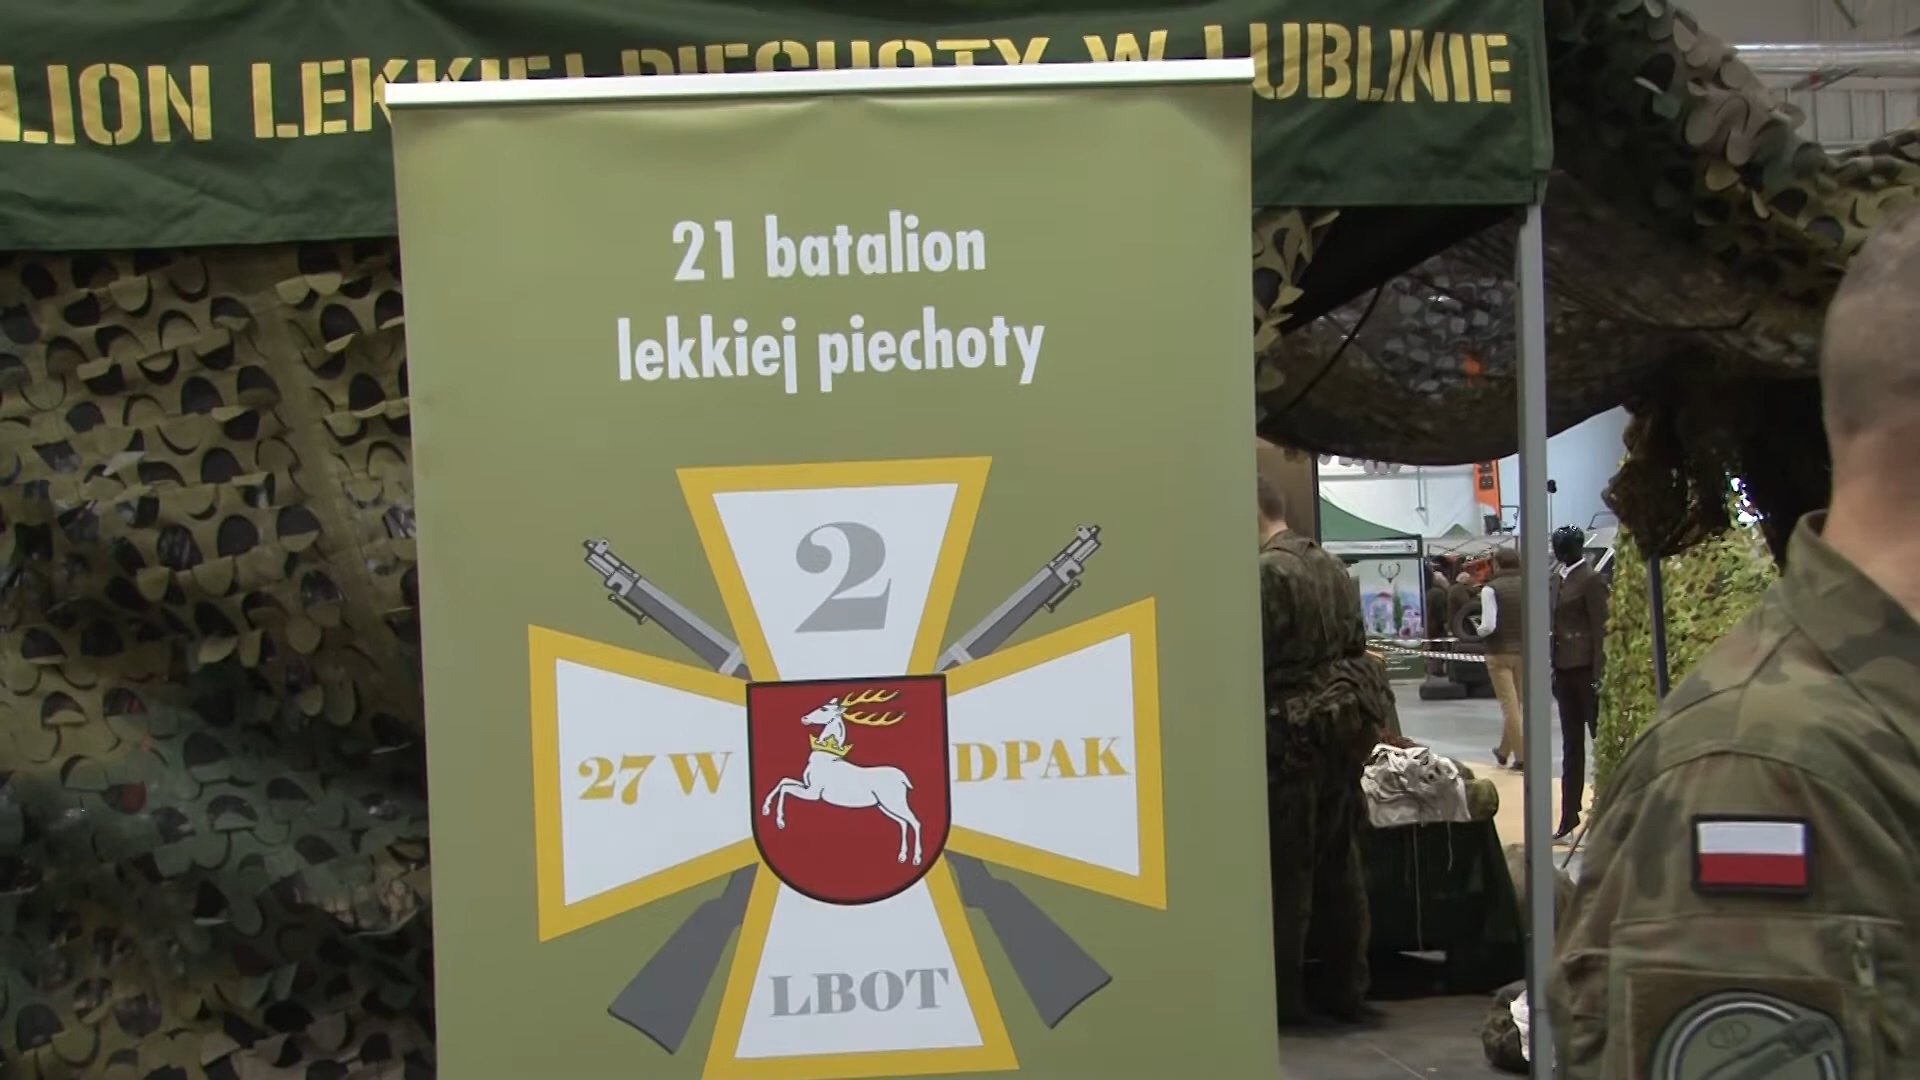 LION LEKKIEJ PIECHOTY W LUBLINIE
21 batalion
lekkiej piechoty
2
27 W DPAK
LBOT